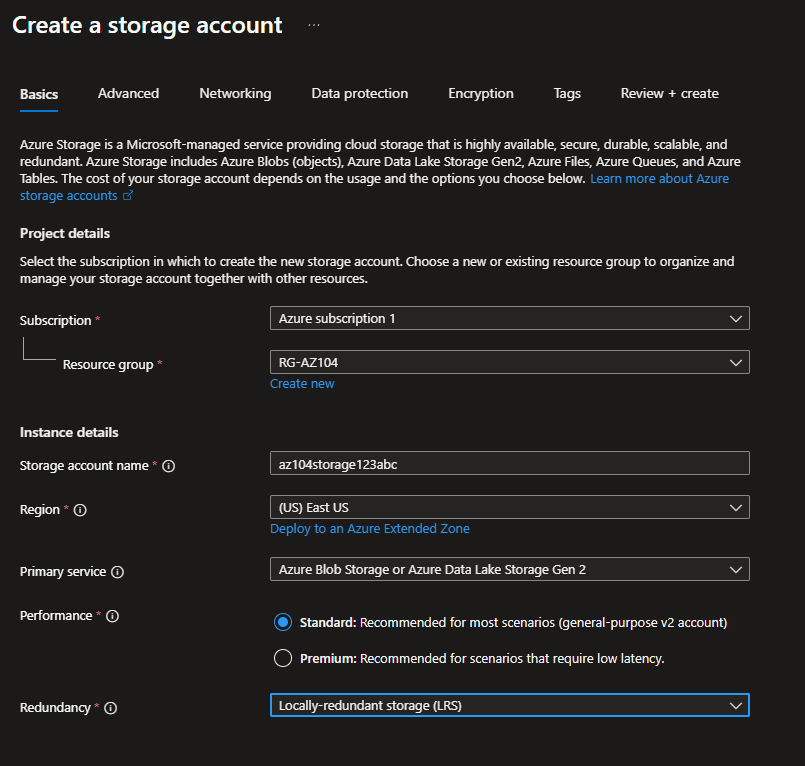 Create a storage account ...
Basics Advanced Networking Data protection Encryption Tags Review + create
Azure Storage is a Microsoft-managed service providing cloud storage that is highly available, secure, durable, scalable, and
redundant. Azure Storage includes Azure Blobs (objects), Azure Data Lake Storage Gen2, Azure Files, Azure Queues, and Azure
Tables. The cost of your storage account depends on the usage and the options you choose below. Learn more about Azure
storage accounts
Project details
Select the subscription in which to create the new storage account. Choose a new or existing resource group to organize and
manage your storage account together with other resources.
Subscription * Azure subscription 1
Resource group * RG-AZ104
Create new
Instance details
Storage account name * az104storage123abc
Region * (US) East US
Deploy to an Azure Extended Zone
Primary service Azure Blob Storage or Azure Data Lake Storage Gen 2
Performance * Standard: Recommended for most scenarios (general-purpose v2 account)
Premium: Recommended for scenarios that require low latency.
Redundancy * Locally-redundant storage (LRS)